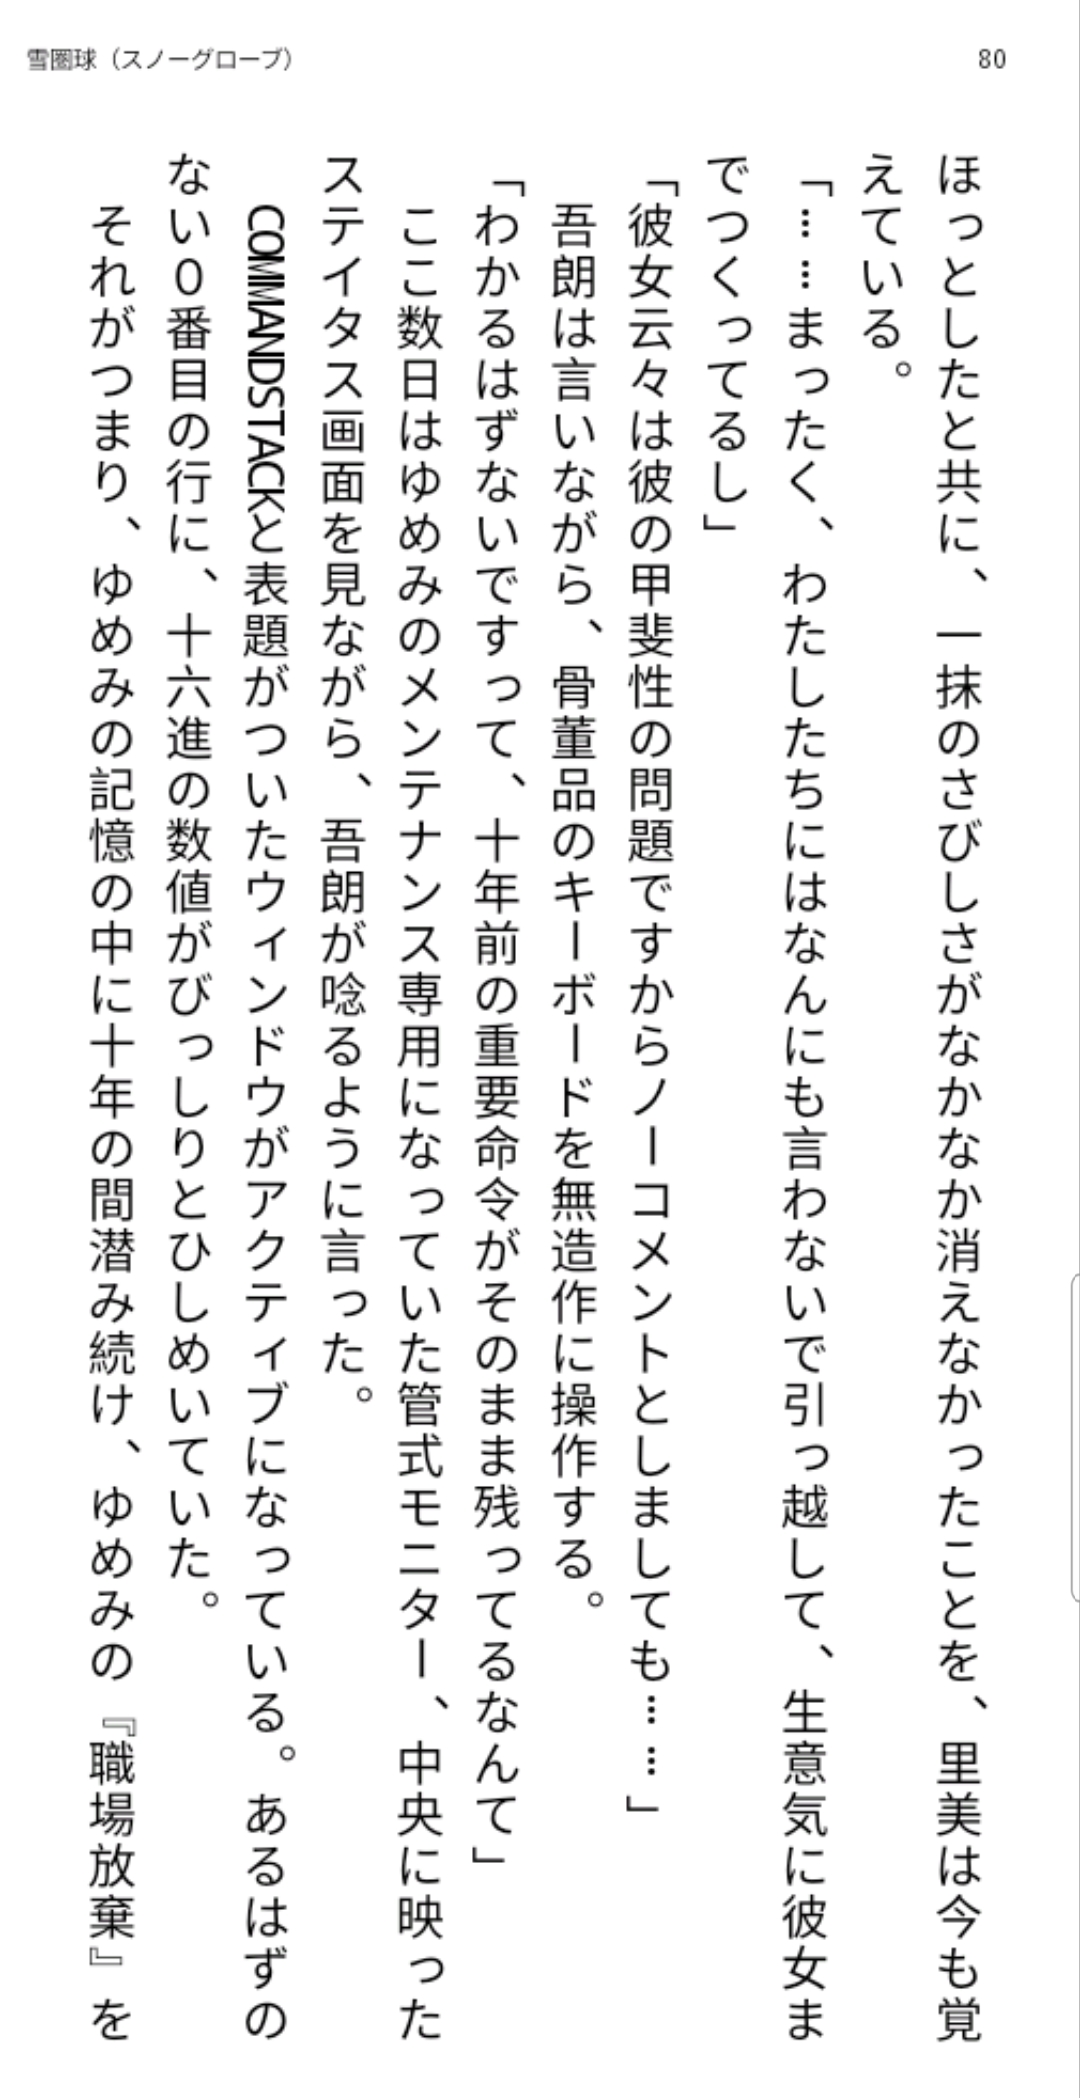 雪圏球（スノーグローブ）
80
ほっとしたと共に、一抹のさびしさがなかなか消えなかったことを、里美は今も覚
えている。
「……まったく、わたしたちにはなんにも言わないで引っ越して、生意気に彼女ま
でつくってるし」
「彼女云々は彼の甲斐性の問題ですからノーコメントとしましても……」
　吾朗は言いながら、骨董品のキーボードを無造作に操作する。
「わかるはずないですって、十年前の重要命令がそのまま残ってるなんて」
　ここ数日はゆめみのメンテナンス専用になっていた管式モニター、中央に映った
ステイタス画面を見ながら、吾朗が唸るように言った。
　COMMANDSTACKと表題がついたウィンドウがアクティブになっている。あるはずの
ない０番目の行に、十六進の数値がびっしりとひしめいていた。
　それがつまり、ゆめみの記憶の中に十年の間潜み続け、ゆめみの『職場放棄』を